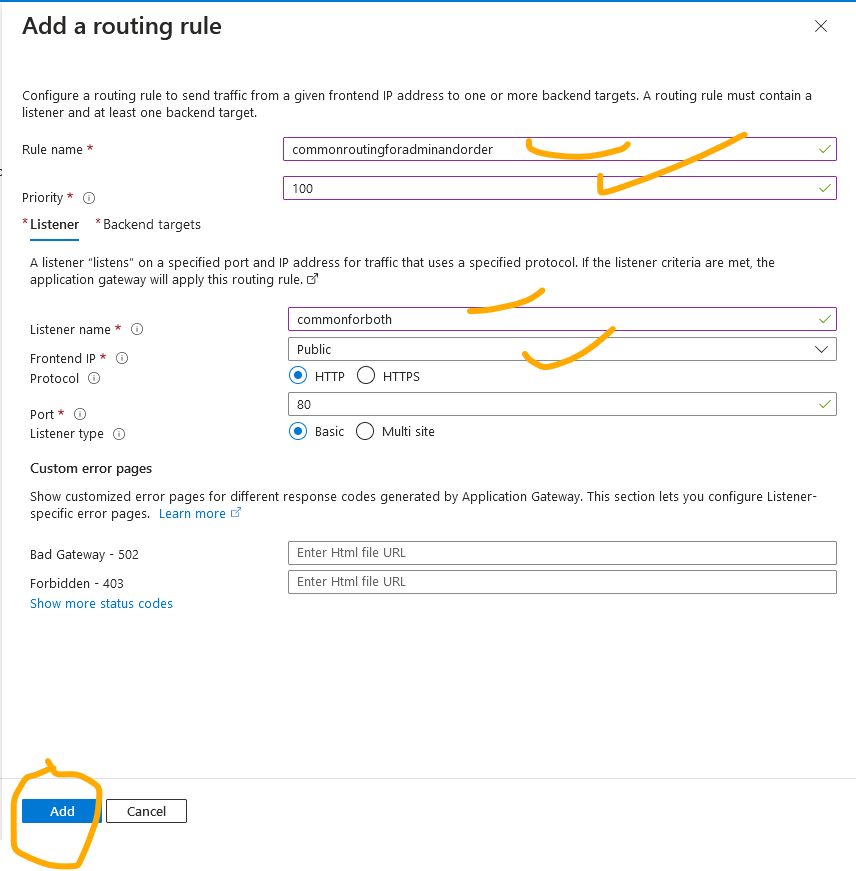 Add a routing rule
Configure a routing rule to send traffic from a given frontend IP address to one or more backend targets. A routing rule must contain a
listener and at least one backend target.
Rule name *
commonroutingforadminandorder
Priority *
100
* Listener * Backend targets
A listener “listens” on a specified port and IP address for traffic that uses a specified protocol. If the listener criteria are met, the
application gateway will apply this routing rule.
Listener name *
commonforboth
Frontend IP *
Public
Protocol
HTTP HTTPS
Port *
80
Listener type
Basic Multi site
Custom error pages
Show customized error pages for different response codes generated by Application Gateway. This section lets you configure Listener-
specific error pages. Learn more
Bad Gateway - 502
Enter Html file URL
Forbidden - 403
Enter Html file URL
Show more status codes
Add Cancel